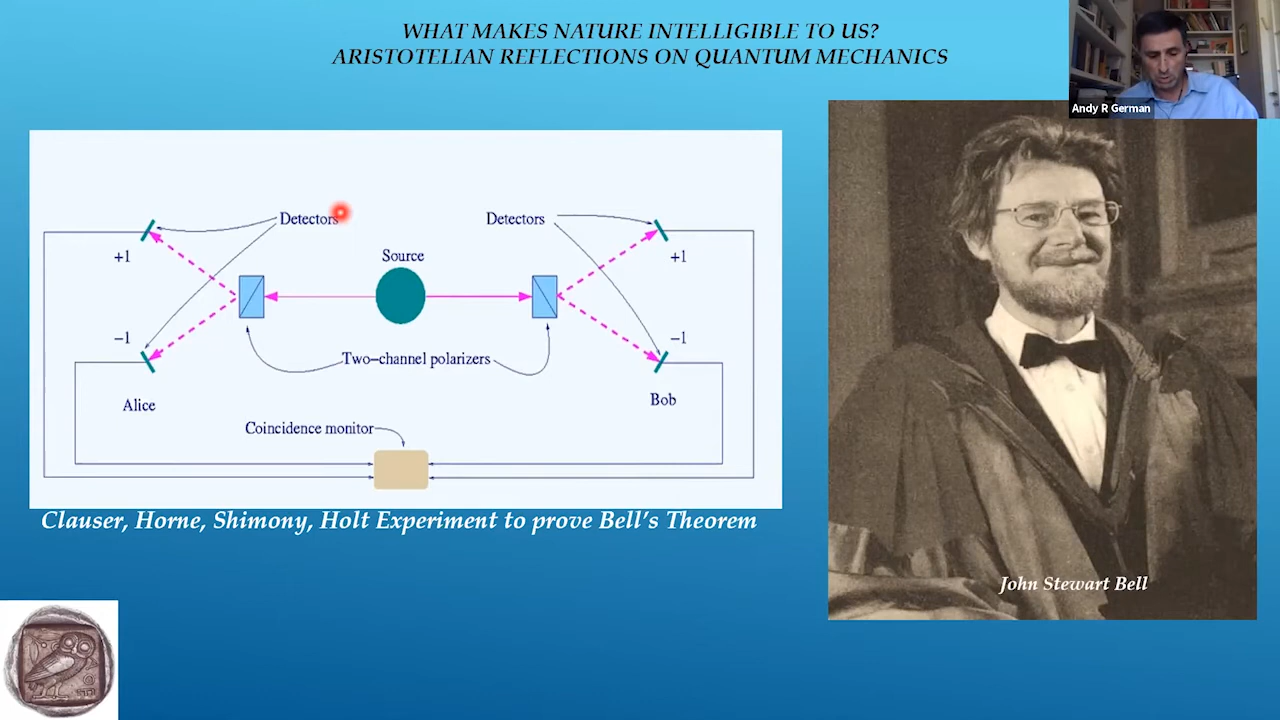 WHAT MAKES NATURE INTELLIGIBLE TO US?
ARISTOTELIAN REFLECTIONS ON QUANTUM MECHANICS
Andy R German
Detectors
Detectors
+1
Source
+1
−1
−1
Two−channel polarizers
Alice
Bob
Coincidence monitor
Clauser, Horne, Shimony, Holt Experiment to prove Bell's Theorem
John Stewart Bell